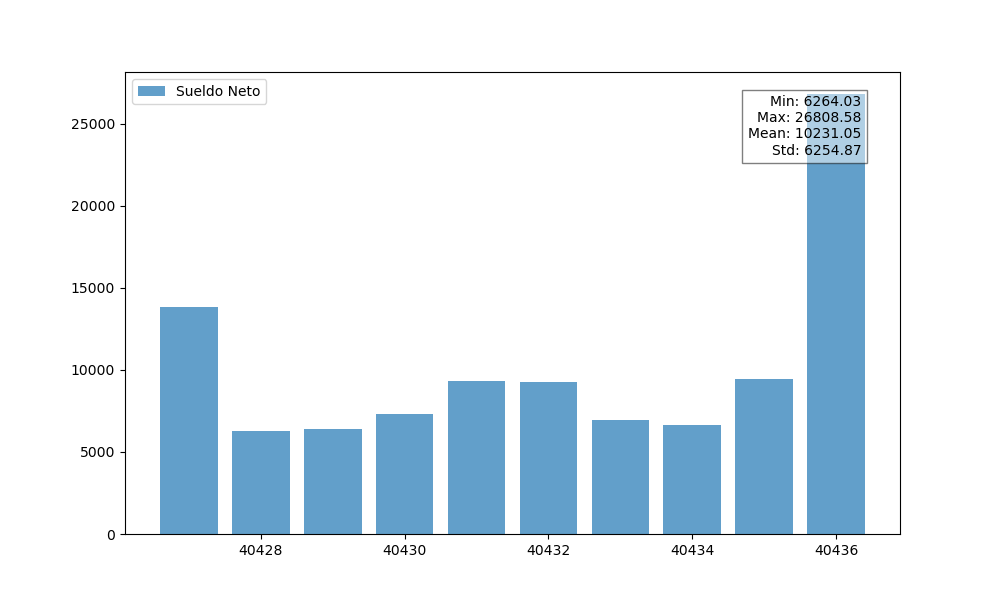 Sueldo Neto
Min: 6264.03
Max: 26808.58
Mean: 10231.05
Std: 6254.87
25000
20000
15000
10000
5000
0
40428 40430 40432 40434 40436